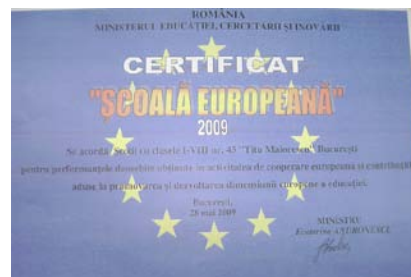 ROMÂNIA
MINISTERUL EDUCAȚIEI, CERCETĂRII ȘI INOVĂRII
CERTIFICAT
"ȘCOALĂ EUROPEANĂ"
2009
Se acordă Școlii cu clasele I-VIII nr. 45 "Titu Maiorescu" București
pentru performanțele deosebite obținute în activitatea de cooperare europeană și contribuția
adusă la promovarea și dezvoltarea dimensiunii europene a educației.
București,
28 mai 2009
MINISTRU
Ecaterina ANDRONESCU